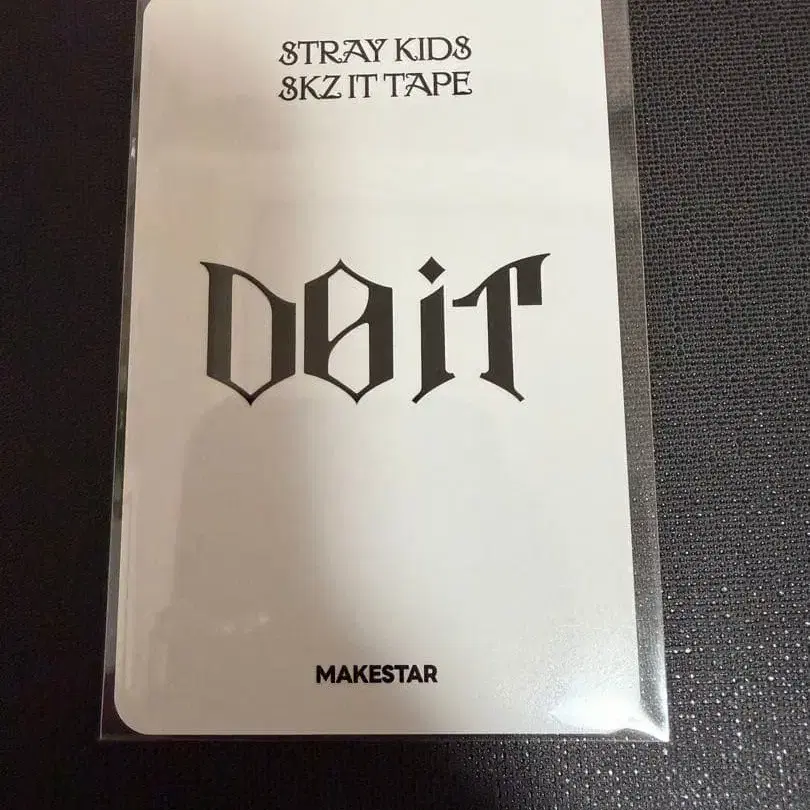 STRAY KIDS
SKZ IT TAPE
DO iT
MAKESTAR